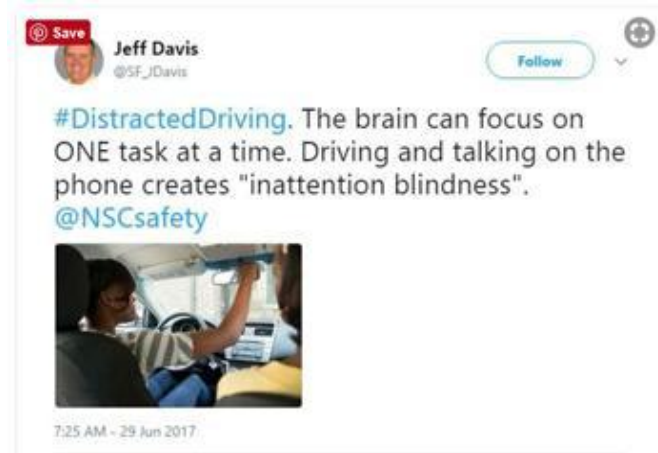 Save
Jeff Davis
@SF_JDavis
Follow
#DistractedDriving. The brain can focus on
ONE task at a time. Driving and talking on the
phone creates "inattention blindness".
@NSCsafety
7:25 AM - 29 Jun 2017